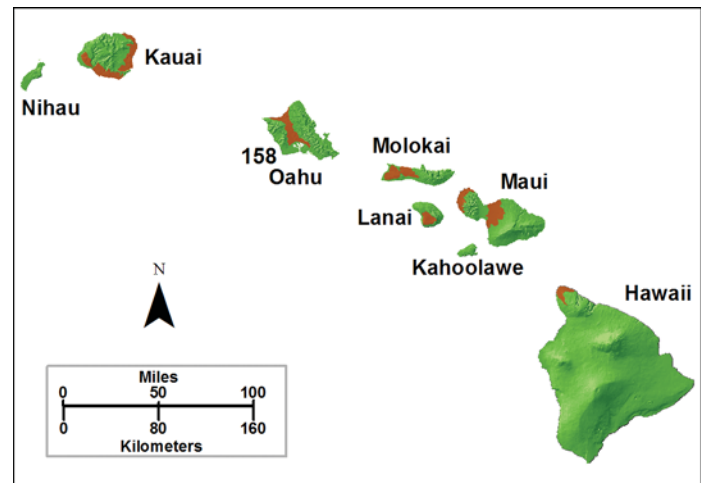 Kauai
Nihau
158
Oahu
Molokai
Maui
Lanai
Kahoolawe
Hawaii
N
Miles
0 50 100
0 80 160
Kilometers